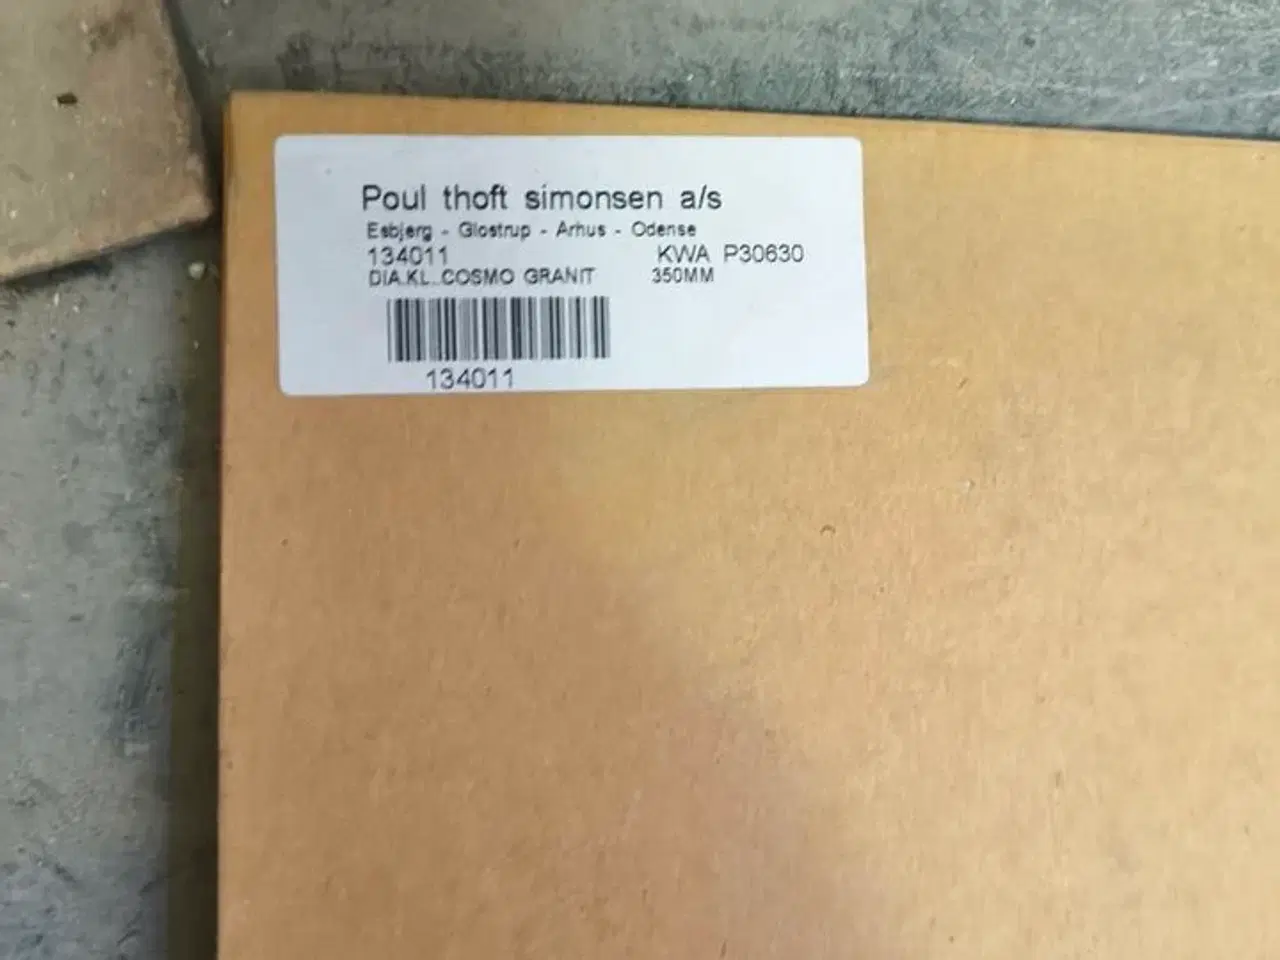 Poul thoft simonsen a/s
Esbjerg - Glostrup - Arhus - Odense
134011 KWA P30630
DIA.KL..COSMO GRANIT 350MM
134011